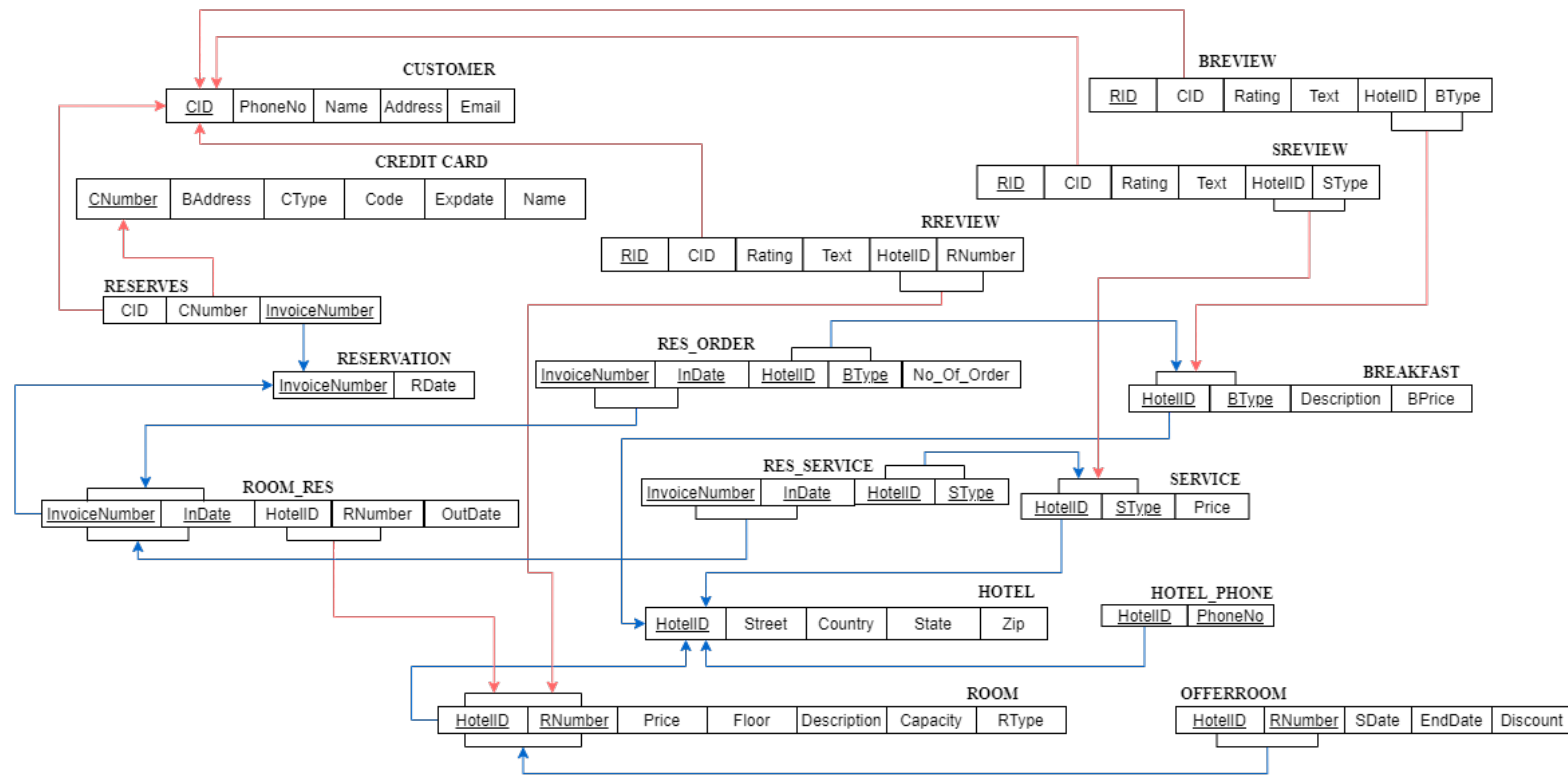 BREVIEW
CUSTOMER
RID CID Rating Text HotelID BType
CID PhoneNo Name Address Email
SREVIEW
CREDIT CARD
RID CID Rating Text HotelID SType
CNumber BAddress CType Code Expdate Name
RREVIEW
RID CID Rating Text HotelID RNumber
RESERVES
CID CNumber InvoiceNumber
RES_ORDER
RESERVATION
InvoiceNumber InDate HotelID BType No_Of_Order
BREAKFAST
InvoiceNumber RDate
HotelID BType Description BPrice
RES_SERVICE
SERVICE
ROOM_RES
InvoiceNumber InDate HotelID SType
HotelID SType Price
InvoiceNumber InDate HotelID RNumber OutDate
HOTEL
HOTEL_PHONE
HotelID PhoneNo
HotelID Street Country State Zip
ROOM
OFFERROOM
HotelID RNumber Price Floor Description Capacity RType
HotelID RNumber SDate EndDate Discount